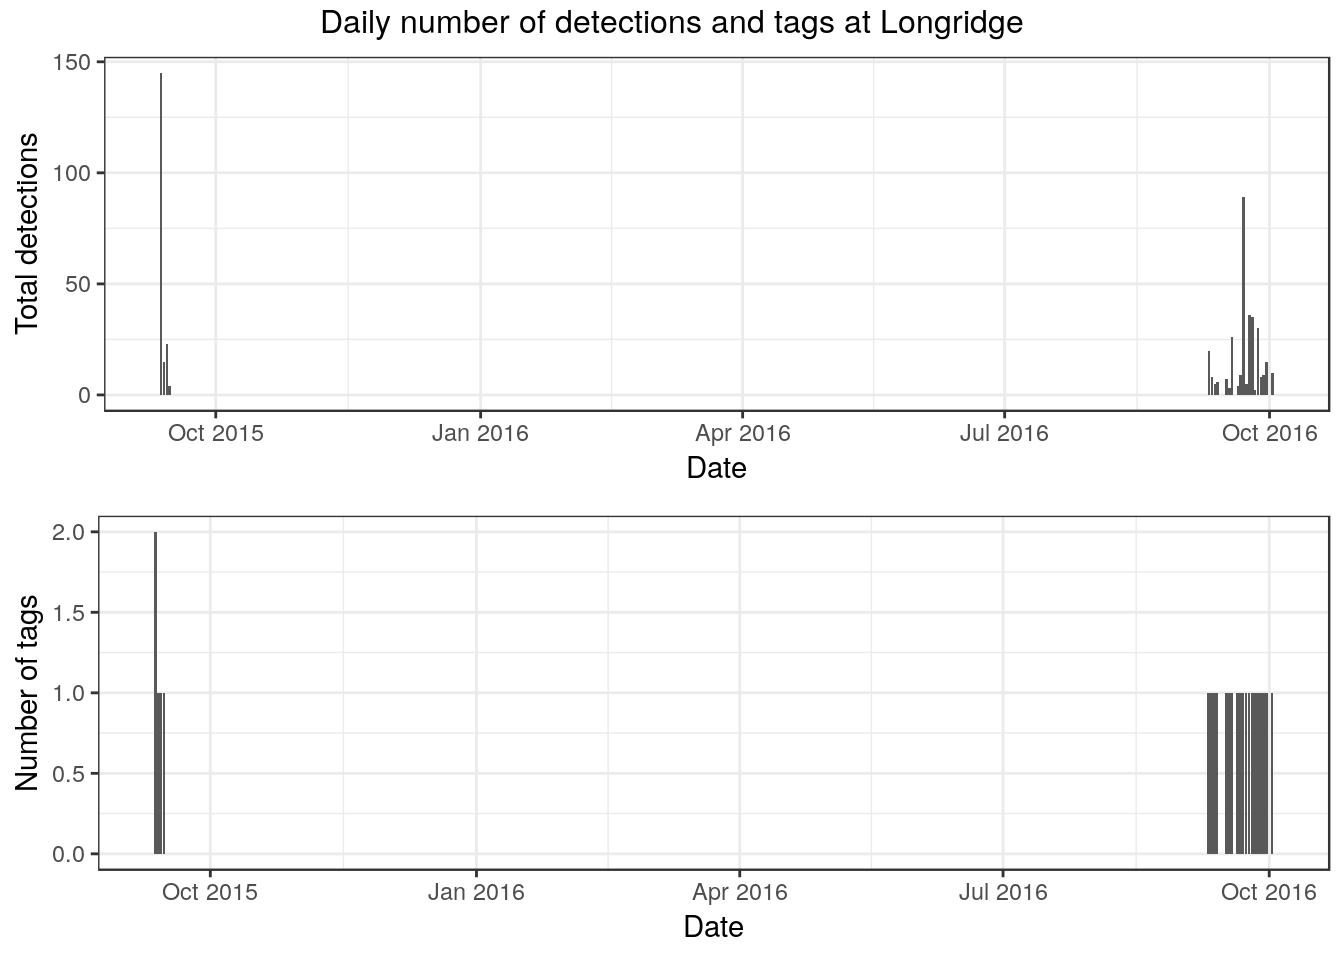 Daily number of detections and tags at Longridge
150
100
50
0
Total detections
Oct 2015 Jan 2016 Apr 2016 Jul 2016 Oct 2016
Date
2.0
1.5
1.0
0.5
0.0
Number of tags
Oct 2015 Jan 2016 Apr 2016 Jul 2016 Oct 2016
Date